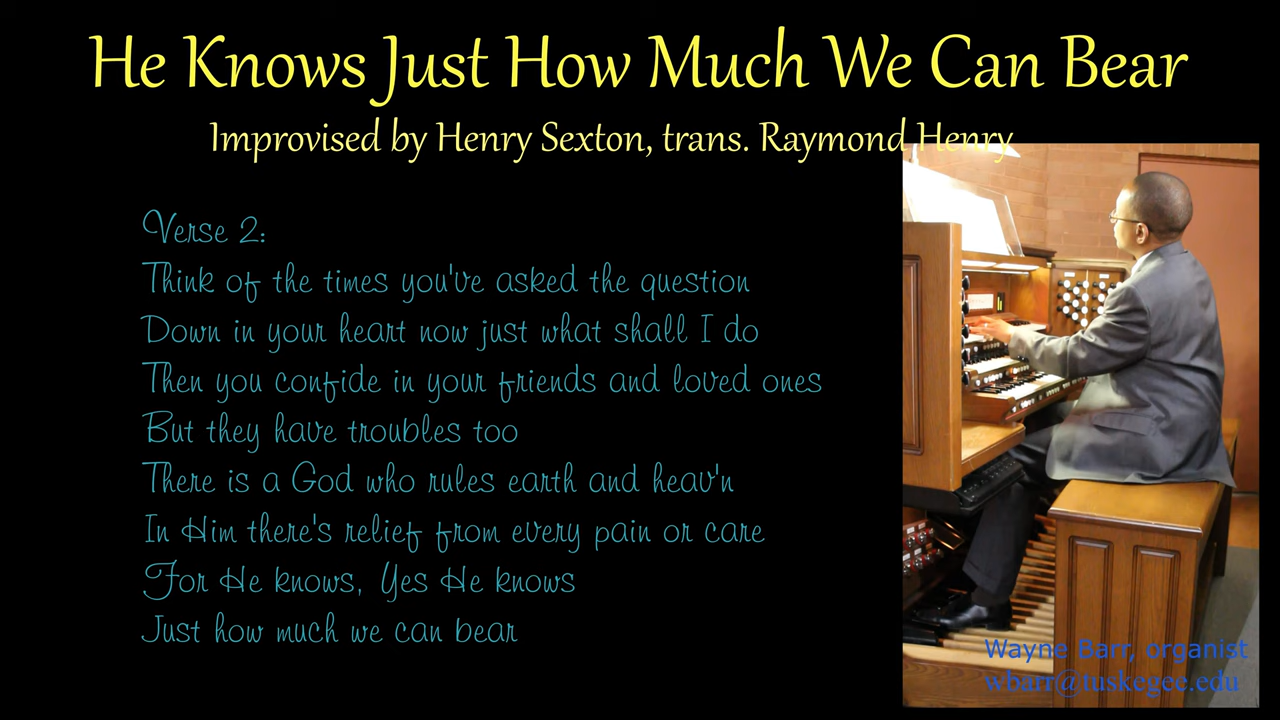 He Knows Just How Much We Can Bear
Improvised by Henry Sexton, trans. Raymond Henry
Verse 2:
Think of the times you've asked the question
Down in your heart now just what shall I do
Then you confide in your friends and loved ones
But they have troubles too
There is a God who rules earth and heav'n
In Him there's relief from every pain or care
For He knows, Yes He knows
Just how much we can bear
Wayne Barr, organist
wbarr@tuskegee.edu